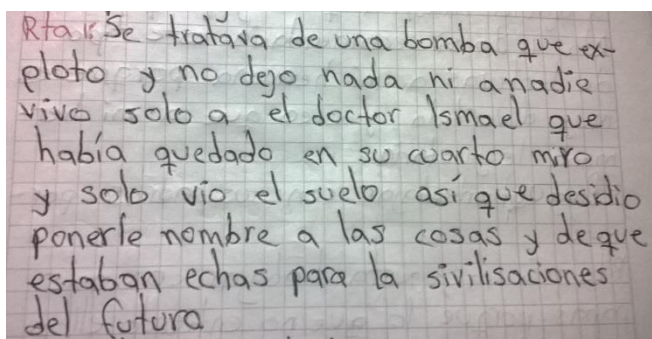 Rta: Se tratava de una bomba que ex-
ploto y no dejo nada ni anadie
vivo solo a el doctor Ismael que
había quedado en su cuarto miro
y solo vio el suelo así que desidio
ponerle nombre a las cosas y de que
estaban echas para la sivilisaciones
del futuro